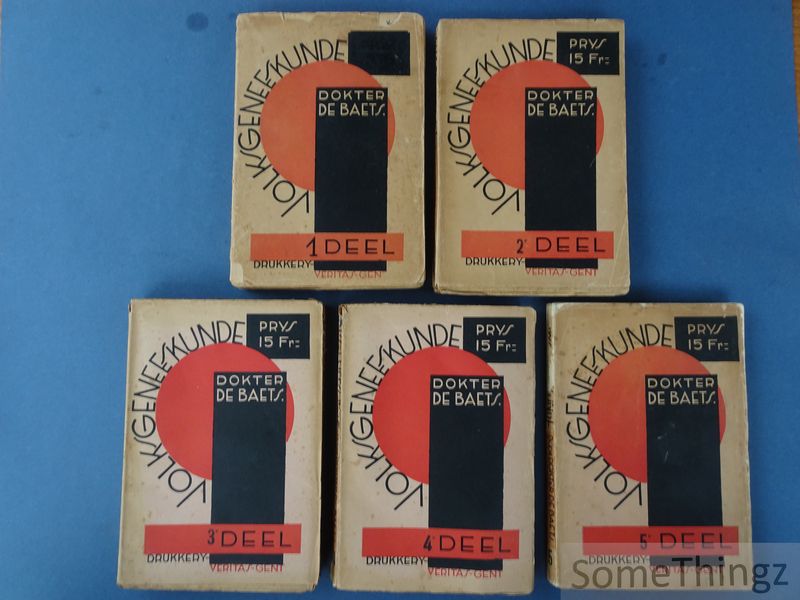 VOLKSGENEESKUNDE
DOKTER
DE BAETS.
1 DEEL
DRUKKERY-
VERITAS-GEN
VOLKSGENEESKUNDE
PRYS
15 Fr=
DOKTER
DE BAETS.
2e DEEL
DRUKKERY-
VERITAS-GENT
VOLKSGENEESKUNDE
PRYS
15 Fr=
DOKTER
DE BAETS.
3e DEEL
DRUKKERY-
VERITAS-GENT
VOLKSGENEESKUNDE
PRYS
15 Fr=
DOKTER
DE BAETS.
4e DEEL
DRUKKERY-
VERITAS-GENT
VOLKSGENEESKUNDE
PRYS
15 Fr=
DOKTER
DE BAETS.
5e DEEL
DRUKKERY-
VERITAS-GENT
SomeThingz